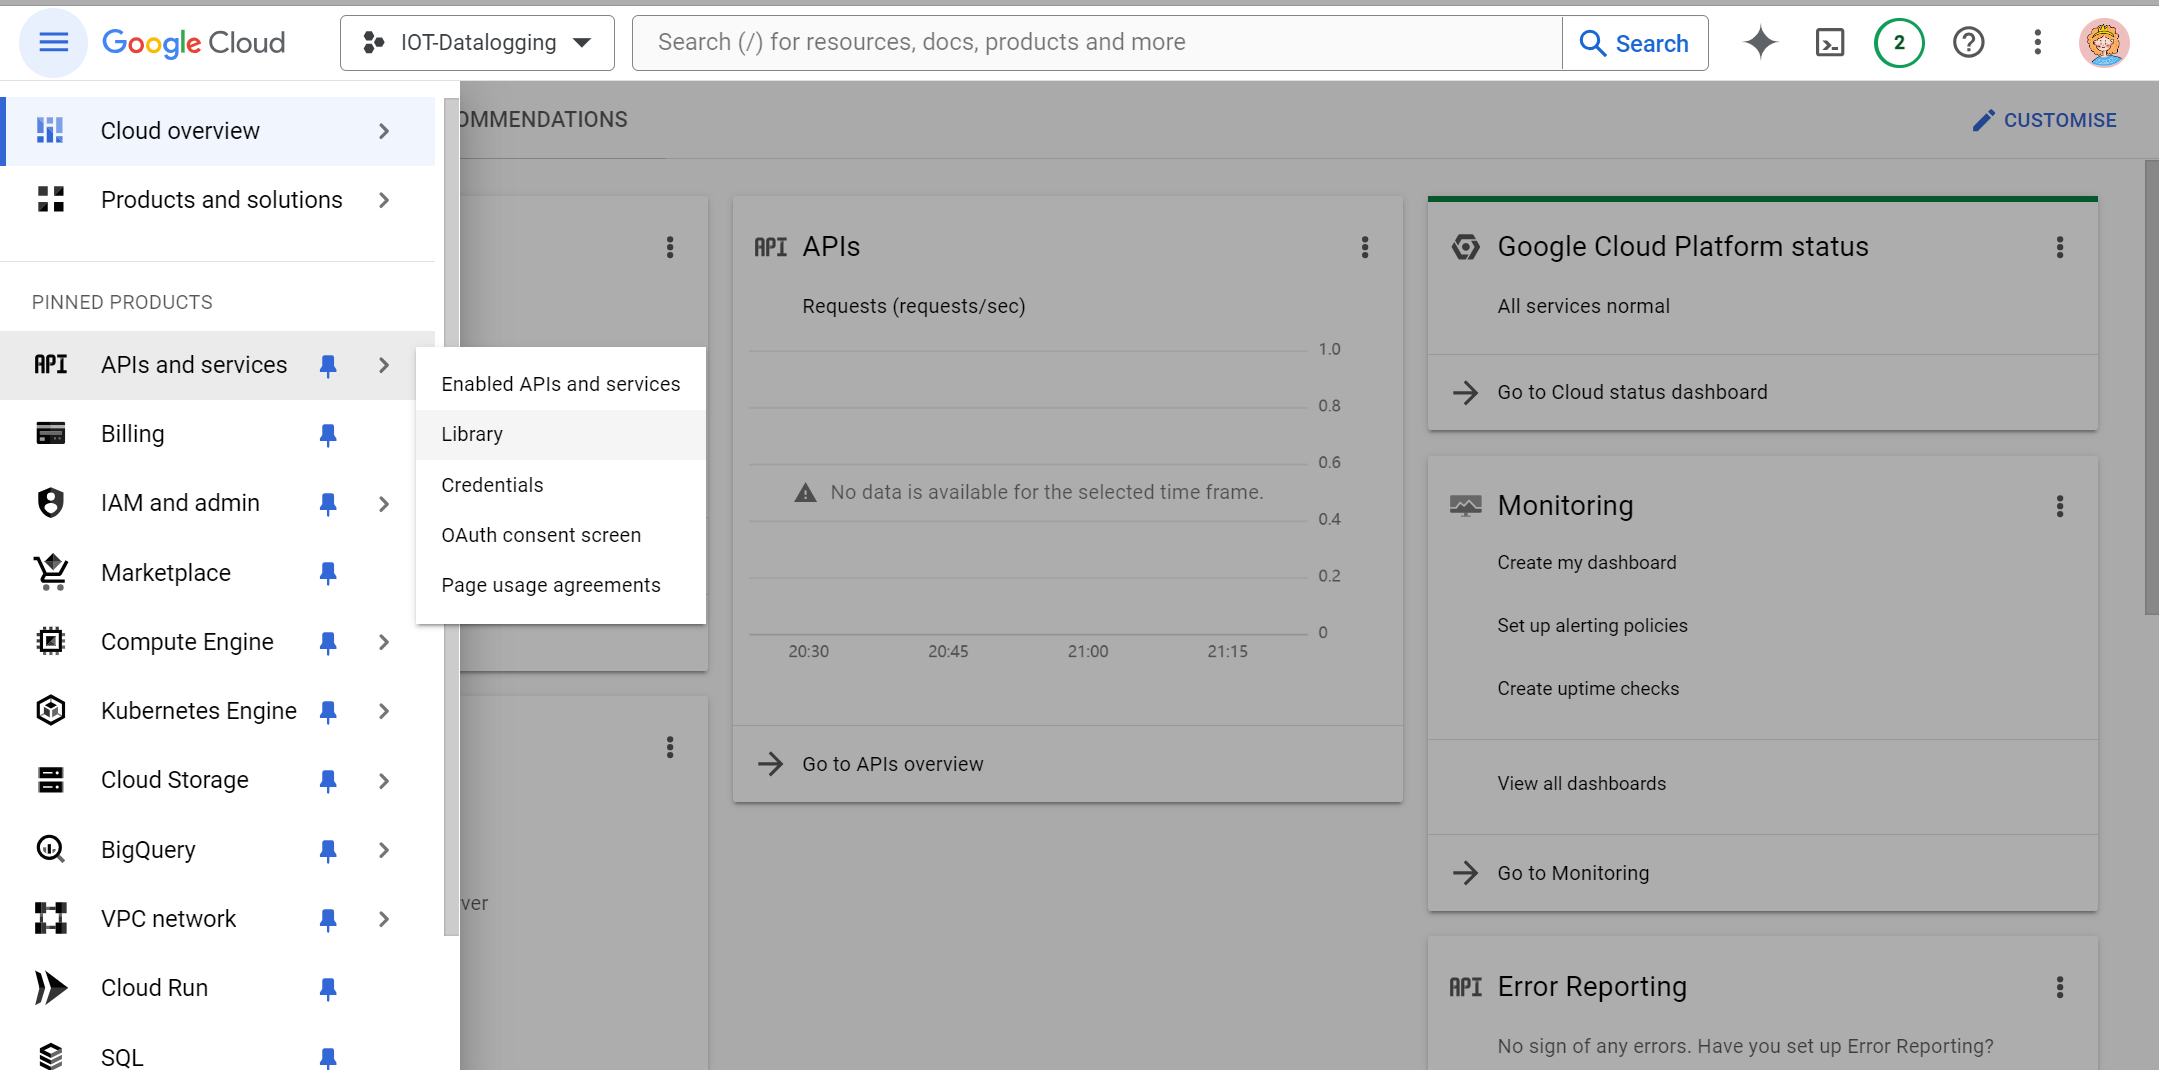 Google Cloud
IOT-Datalogging
Search (/) for resources, docs, products and more
Search
2
Cloud overview
Products and solutions
PINNED PRODUCTS
API APIs and services
Billing
IAM and admin
Marketplace
Compute Engine
Kubernetes Engine
Cloud Storage
BigQuery
VPC network
Cloud Run
SQL
Enabled APIs and services
Library
Credentials
OAuth consent screen
Page usage agreements
OMMENDATIONS
CUSTOMISE
ver
API APIs
Requests (requests/sec)
1.0
0.8
0.6
No data is available for the selected time frame.
0.4
0.2
0
20:30 20:45 21:00 21:15
Go to APIs overview
Google Cloud Platform status
All services normal
Go to Cloud status dashboard
Monitoring
Create my dashboard
Set up alerting policies
Create uptime checks
View all dashboards
Go to Monitoring
API Error Reporting
No sign of any errors. Have you set up Error Reporting?